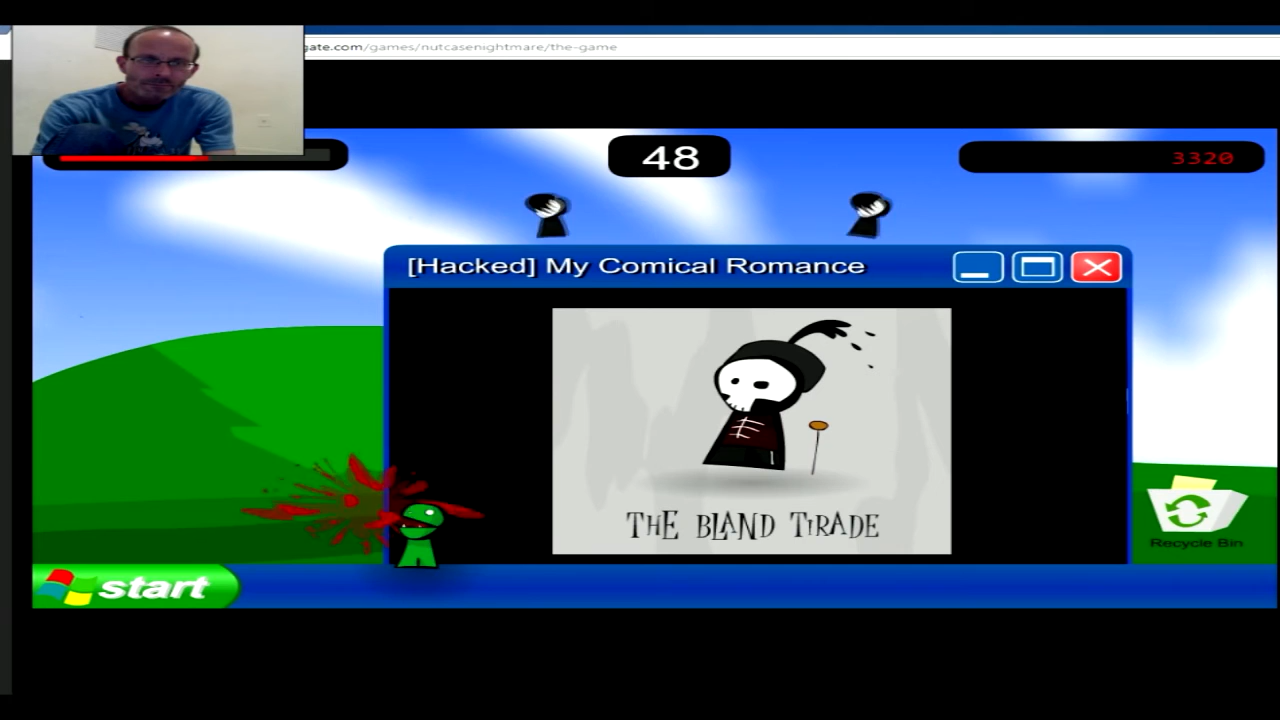 gate.com/games/nutcasenightmare/the-game
48
3320
[Hacked] My Comical Romance
THE BLAND TIRADE
Recycle Bin
start